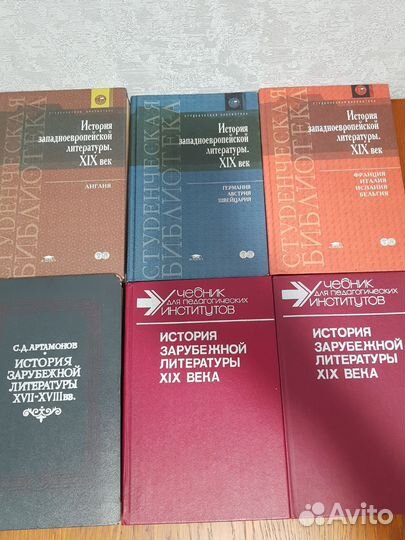 СТУДЕНЧЕСКАЯ
БИБЛИОТЕКА
История
западноевропейской
литературы.
XIX век
АНГЛИЯ
СТУДЕНЧЕСКАЯ
БИБЛИОТЕКА
История
западноевропейской
литературы.
XIX век
ГЕРМАНИЯ
АВСТРИЯ
ШВЕЙЦАРИЯ
СТУДЕНЧЕСКАЯ БИБЛИОТЕКА
СТУДЕНЧЕСКАЯ
БИБЛИОТЕКА
История
западноевропейской
литературы.
XIX век
ФРАНЦИЯ
ИТАЛИЯ
ИСПАНИЯ
БЕЛЬГИЯ
С.Д.АРТАМОНОВ
ИСТОРИЯ
ЗАРУБЕЖНОЙ
ЛИТЕРАТУРЫ
XVII-XVIII ВВ.
Учебник
для педагогических
институтов
ИСТОРИЯ
ЗАРУБЕЖНОЙ
ЛИТЕРАТУРЫ
XIX ВЕКА
Учебник
для педагогических
институтов
ИСТОРИЯ
ЗАРУБЕЖНОЙ
ЛИТЕРАТУРЫ
XIX ВЕКА
Avito